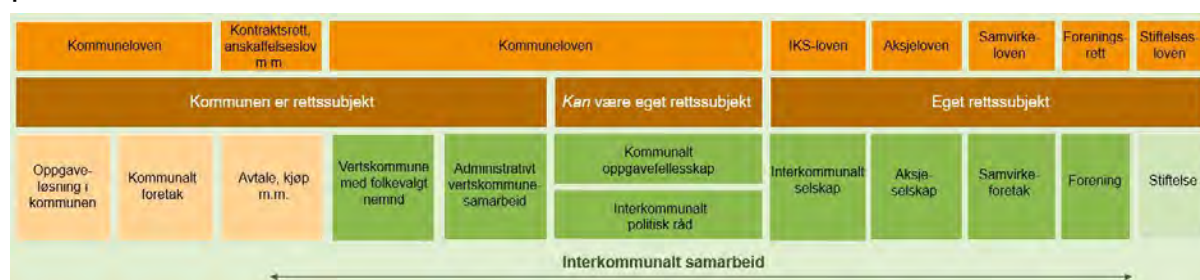 Kommuneloven
Kontraktsrott,
anskaffelseslov
m m
Kommuneloven
IKS-loven
Aksjeloven
Samvirke-
loven
Forenings-
rett
Stiftelses-
loven
Kommunen er rettssubjekt
Kan være eget rettssubjekt
Eget rettssubjekt
Oppgave-
løsning i
kommunen
Kommunalt
foretak
Avtale, kjøp
m.m.
Vertskommune
med folkevalgt
nemnd
Administrativt
vertskommune-
samarbeid
Kommunalt
oppgavefellesskap
Interkommunalt
politisk råd
Interkommunalt
selskap
Aksje-
selskap
Samvirke-
foretak
Forening
Stiftelse
Interkommunalt samarbeid